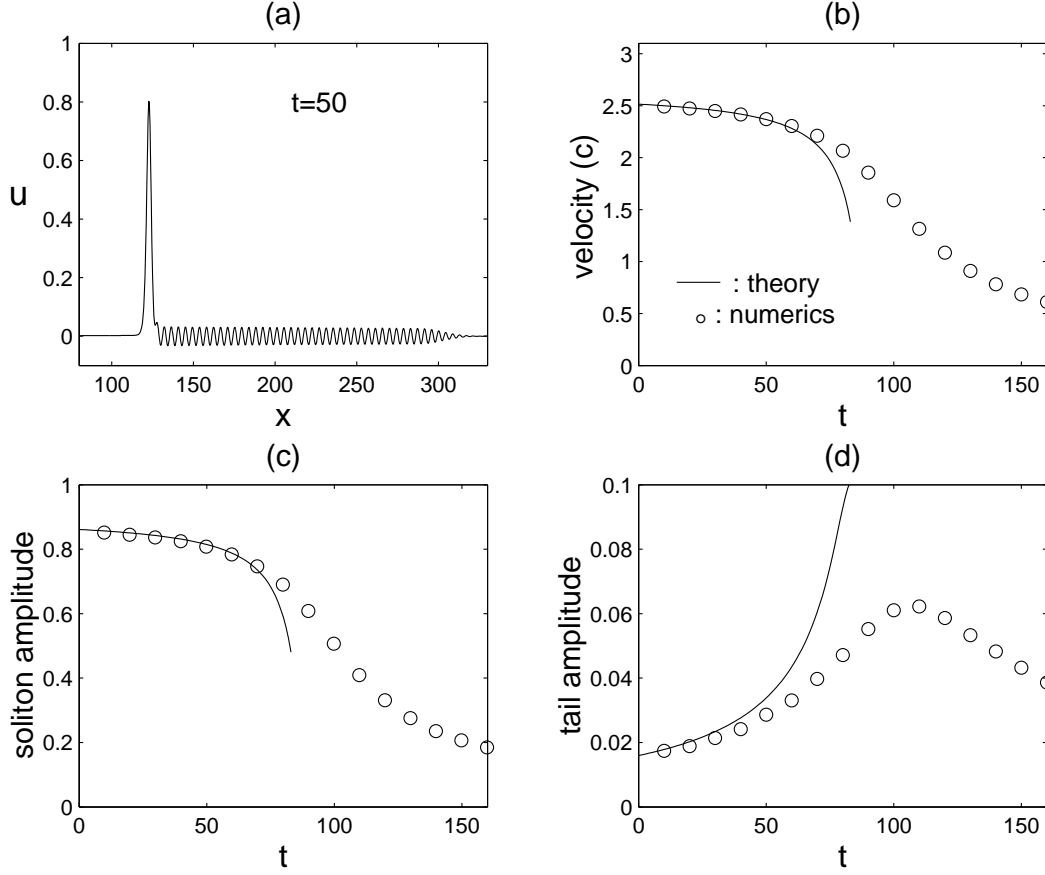 (a)
1
0.8
0.6
0.4
0.2
0
u
t=50
100 150 200 250 300
x
(b)
3
2.5
2
1.5
1
0.5
0
velocity (c)
: theory
: numerics
0 50 100 150
t
(c)
1
0.8
0.6
0.4
0.2
0
soliton amplitude
0 50 100 150
t
(d)
0.1
0.08
0.06
0.04
0.02
0
tail amplitude
0 50 100 150
t